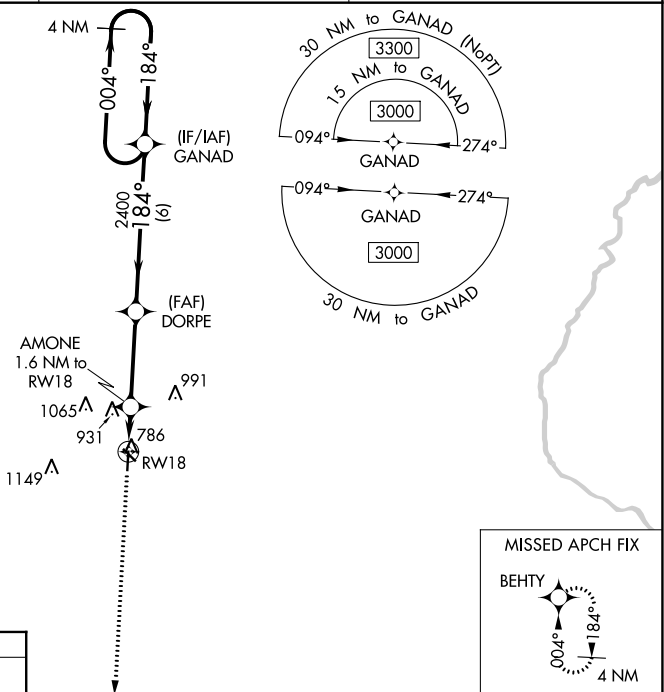 4 NM
004°
184°
(IF/IAF)
GANAD
2400
184°
(6)
(FAF)
DORPE
AMONE
1.6 NM to
RW18
991
1065
931
786
RW18
1149
30 NM to GANAD (NoPT)
3300
15 NM to GANAD
3000
094°
274°
GANAD
094°
274°
GANAD
3000
30 NM to GANAD
MISSED APCH FIX
BEHTY
004°
184°
4 NM